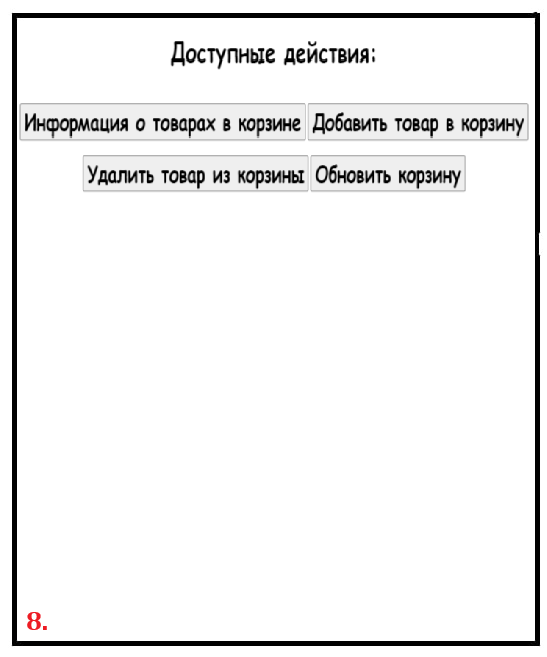 Доступные действия:
Информация о товарах в корзине Добавить товар в корзину
Удалить товар из корзины Обновить корзину
8.